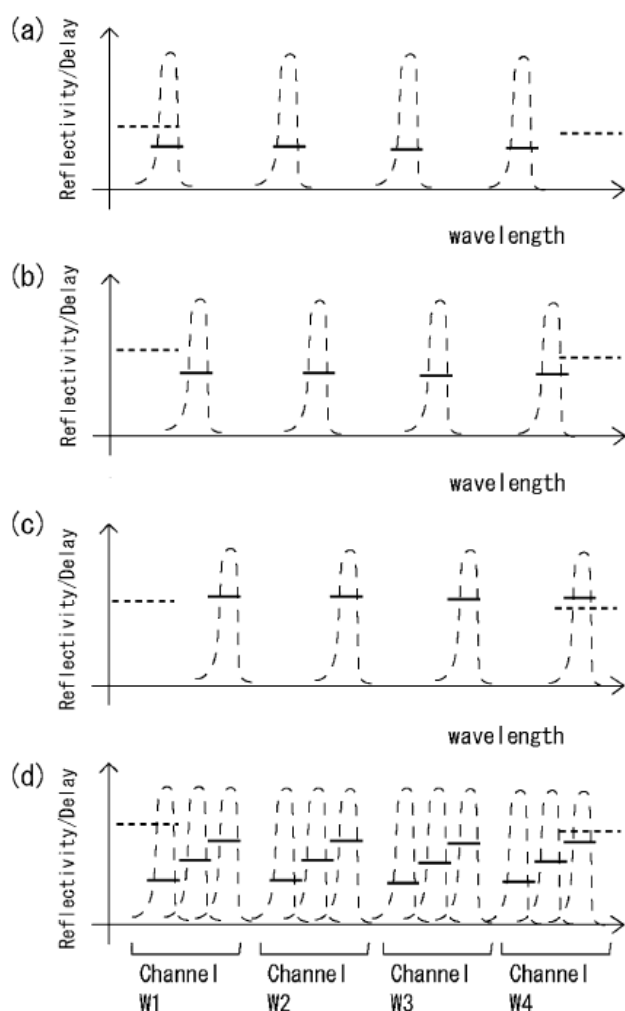 (a)
Reflectivity/Delay
wavelength
(b)
Reflectivity/Delay
wavelength
(c)
Reflectivity/Delay
wavelength
(d)
Reflectivity/Delay
Channel W1
Channel W2
Channel W3
Channel W4